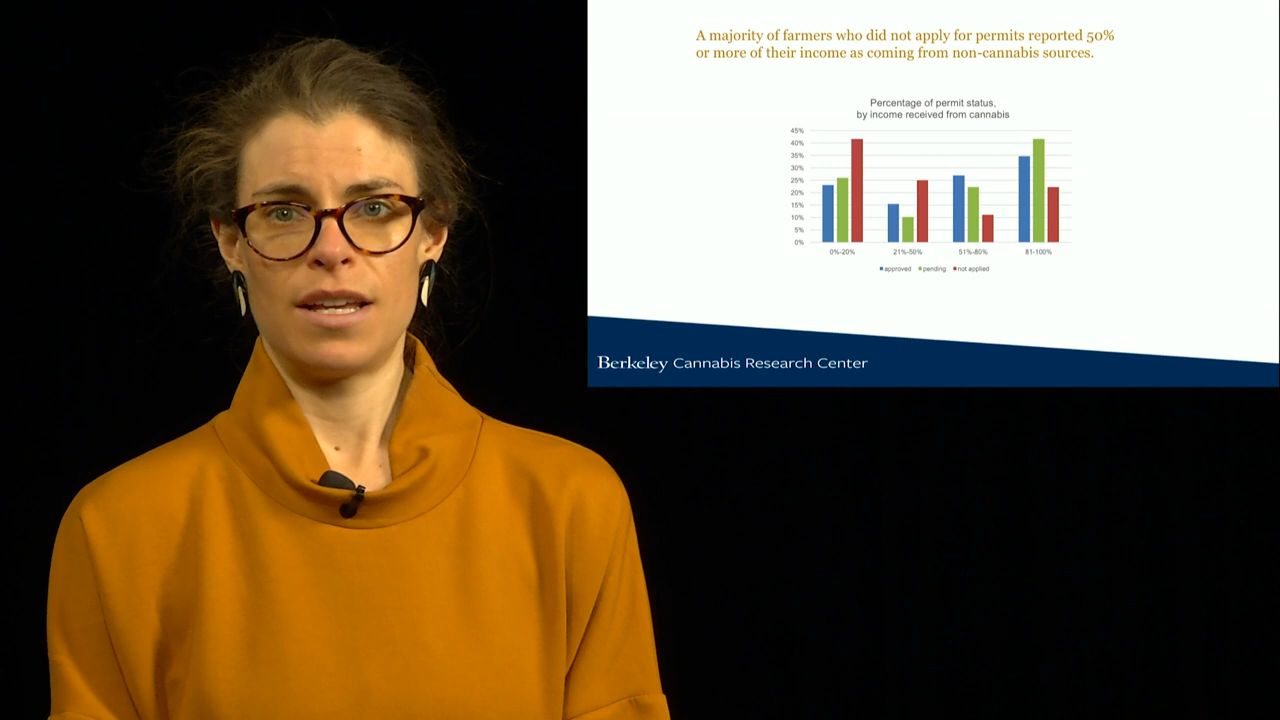 A majority of farmers who did not apply for permits reported 50%
or more of their income as coming from non-cannabis sources.
Percentage of permit status,
by income received from cannabis
45%
40%
35%
30%
25%
20%
15%
10%
5%
0%
0%-20% 21%-50% 51%-80% 81-100%
approved pending not applied
Berkeley Cannabis Research Center